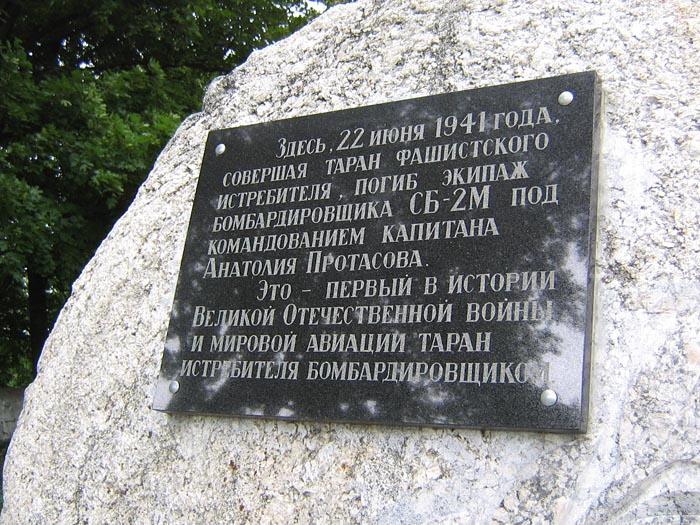 Здесь, 22 июня 1941 года,
совершая таран фашистского
истребителя, погиб экипаж
бомбардировщика СБ-2М под
командованием капитана
Анатолия Протасова.
Это - первый в истории
Великой Отечественной войны
и мировой авиации таран
истребителя бомбардировщиком